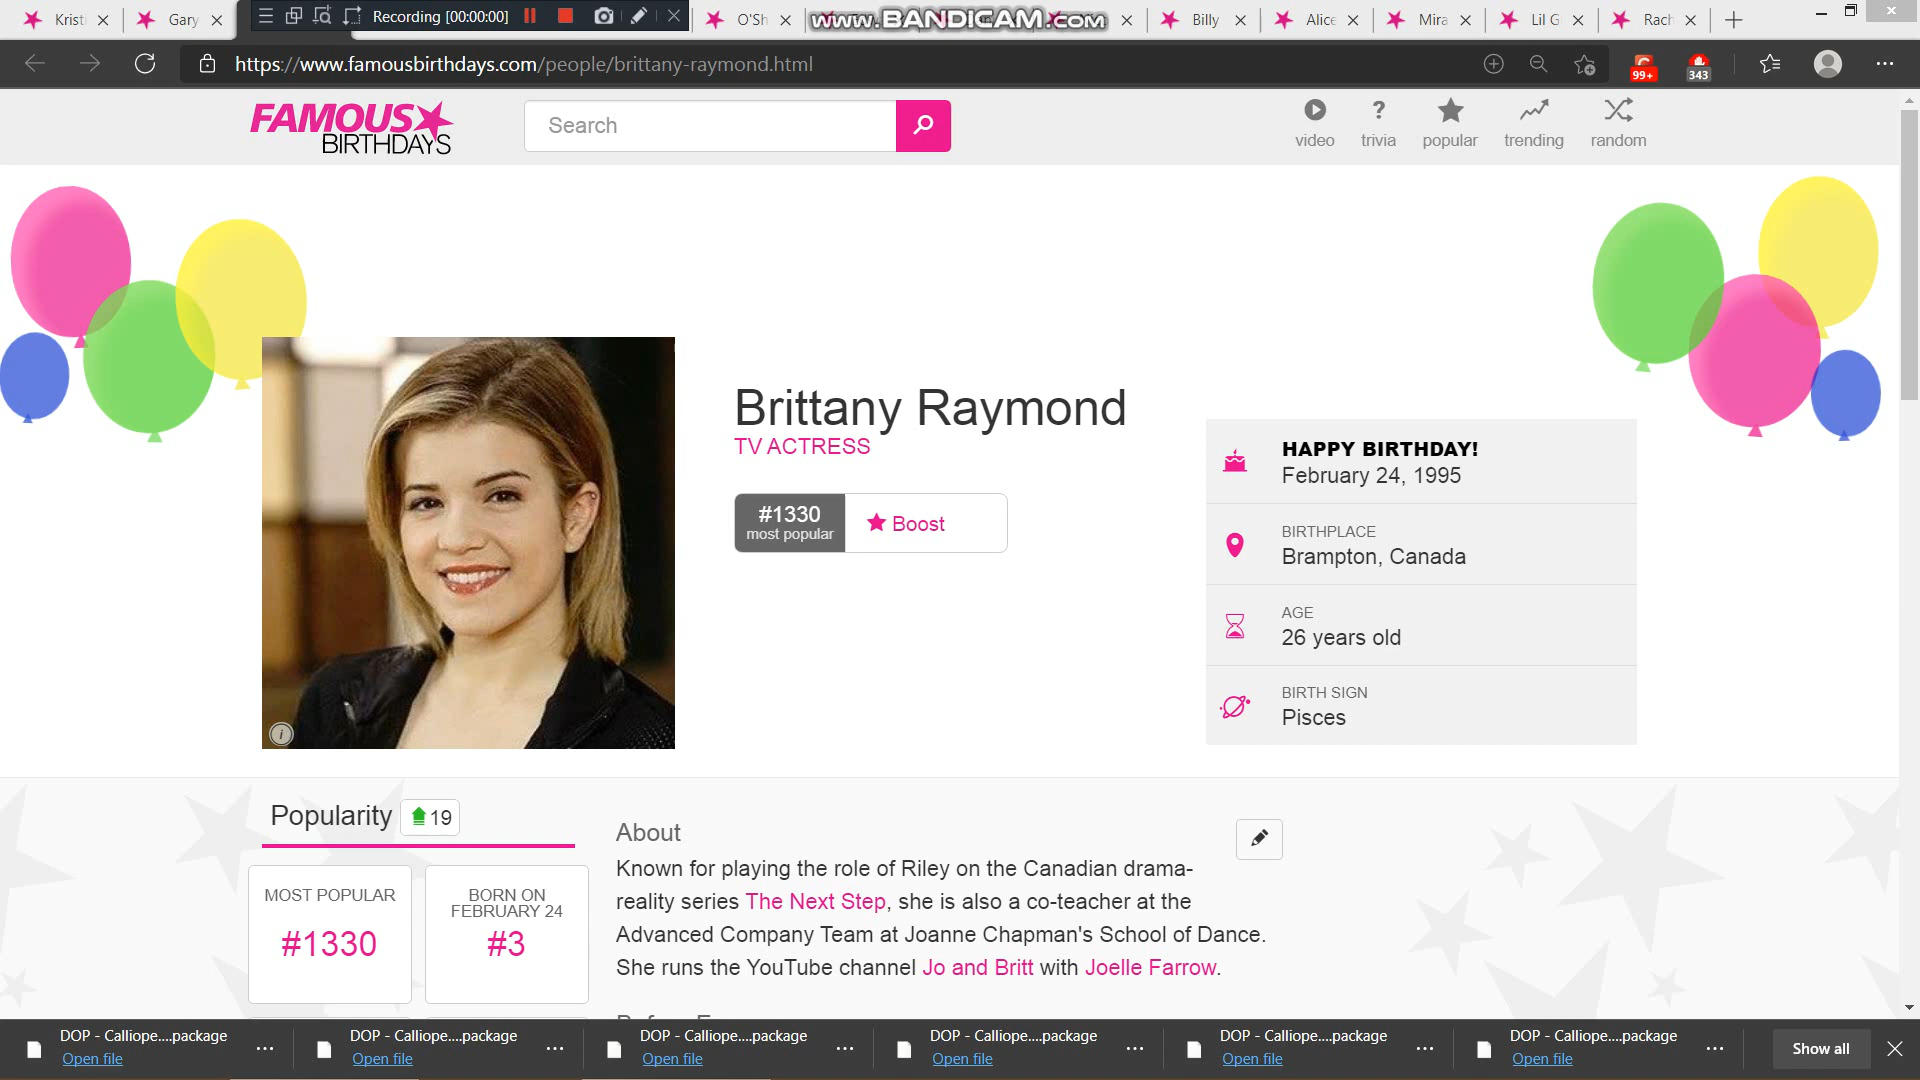 Kristi
Gary
Recording [00:00:00]
O'Sh
www.BANDICAM.com
Billy
Alice
Mira
Lil G
Rach
https://www.famousbirthdays.com/people/brittany-raymond.html
99+
343
FAMOUS
BIRTHDAYS
Search
video
trivia
popular
trending
random
Brittany Raymond
TV ACTRESS
#1330
most popular
Boost
HAPPY BIRTHDAY!
February 24, 1995
BIRTHPLACE
Brampton, Canada
AGE
26 years old
BIRTH SIGN
Pisces
Popularity
19
MOST POPULAR
#1330
BORN ON
FEBRUARY 24
#3
About
Known for playing the role of Riley on the Canadian drama-
reality series The Next Step, she is also a co-teacher at the
Advanced Company Team at Joanne Chapman's School of Dance.
She runs the YouTube channel Jo and Britt with Joelle Farrow.
DOP - Calliope....package
Open file
DOP - Calliope....package
Open file
DOP - Calliope....package
Open file
DOP - Calliope....package
Open file
DOP - Calliope....package
Open file
DOP - Calliope....package
Open file
Show all